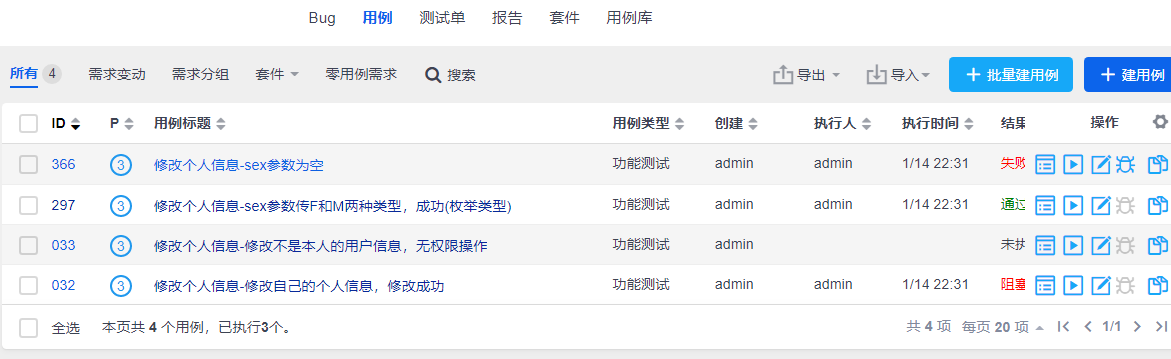 Bug 用例 测试单 报告 套件 用例库
所有 4 需求变动 需求分组 套件 零用例需求 搜索 导出 导入 批量建用例 建用例
ID P 用例标题 用例类型 创建 执行人 执行时间 结果 操作
366 3 修改个人信息-sex参数为空 功能测试 admin admin 1/14 22:31 失败
297 3 修改个人信息-sex参数传F和M两种类型，成功(枚举类型) 功能测试 admin admin 1/14 22:31 通过
033 3 修改个人信息-修改不是本人的用户信息，无权限操作 功能测试 admin 未执
032 3 修改个人信息-修改自己的个人信息，修改成功 功能测试 admin admin 1/14 22:31 阻塞
全选 本页共 4 个用例，已执行3个。 共 4 项 每页 20 项 1/1